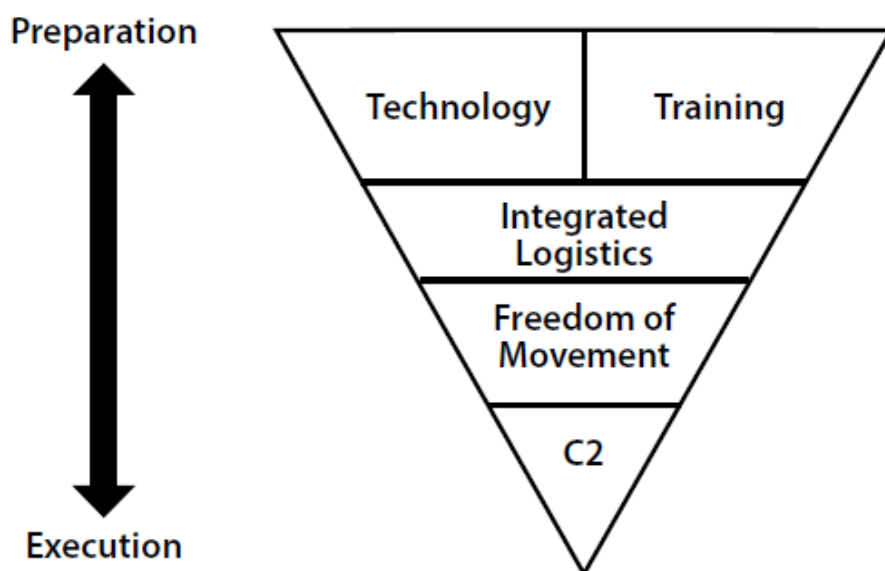 Preparation
Technology
Training
Integrated
Logistics
Freedom of
Movement
C2
Execution